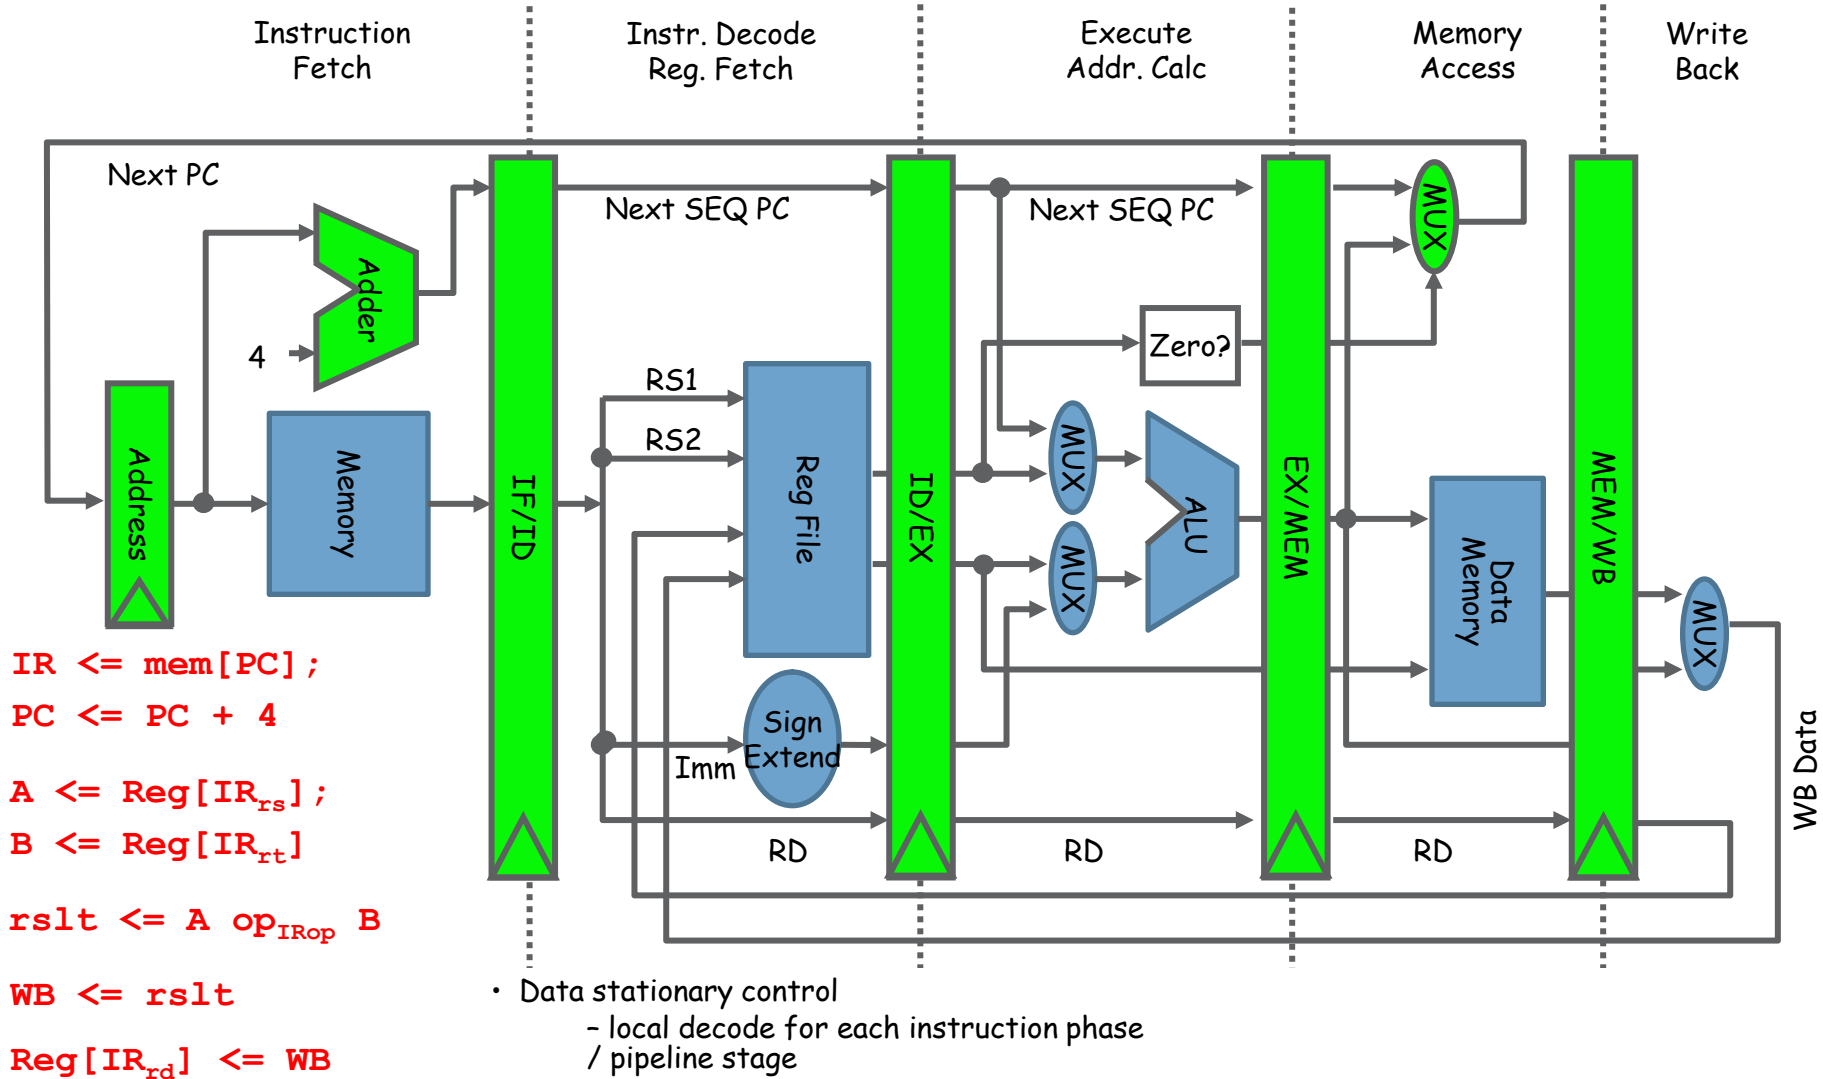 Instruction
Fetch
Instr. Decode
Reg. Fetch
Execute
Addr. Calc
Memory
Access
Write
Back
Next PC
Next SEQ PC
Next SEQ PC
MUX
Adder
4
Zero?
RS1
RS2
Address
Memory
IF/ID
Reg File
ID/EX
MUX
MUX
ALU
EX/MEM
Data
Memory
MEM/WB
MUX
Sign
Extend
Imm
WB Data
RD
RD
RD
IR <= mem[PC];
PC <= PC + 4
A <= Reg[IRrs];
B <= Reg[IRrt]
rslt <= A opIRop B
WB <= rslt
Reg[IRrd] <= WB
• Data stationary control
– local decode for each instruction phase
/ pipeline stage